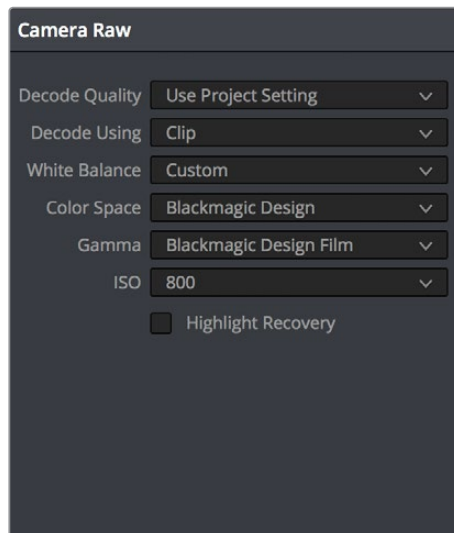 Camera Raw
Decode Quality Use Project Setting
Decode Using Clip
White Balance Custom
Color Space Blackmagic Design
Gamma Blackmagic Design Film
ISO 800
Highlight Recovery